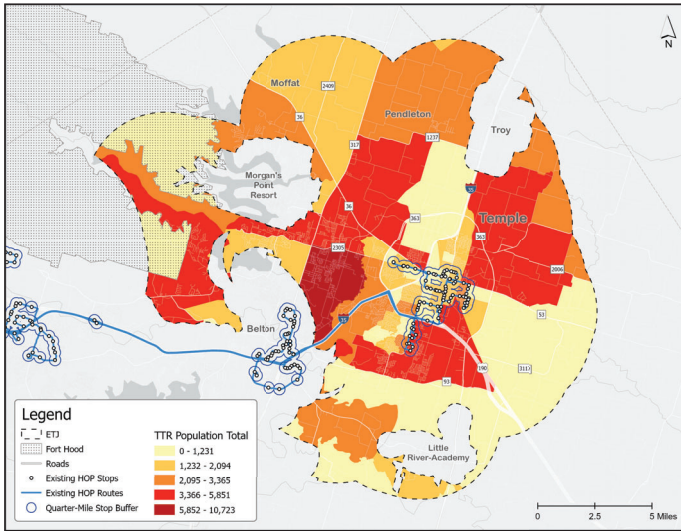 N
Moffat
2409
36
Pendleton
317
1237
Troy
Morgan's
Point
Resort
35
36
363
Temple
363
2305
2086
Belton
35
53
93
190
3117
Little
River-Academy
Legend
ETJ
Fort Hood
Roads
Existing HOP Stops
Existing HOP Routes
Quarter-Mile Stop Buffer
TTR Population Total
0 - 1,231
1,232 - 2,094
2,095 - 3,365
3,366 - 5,851
5,852 - 10,723
0 2.5 5 Miles